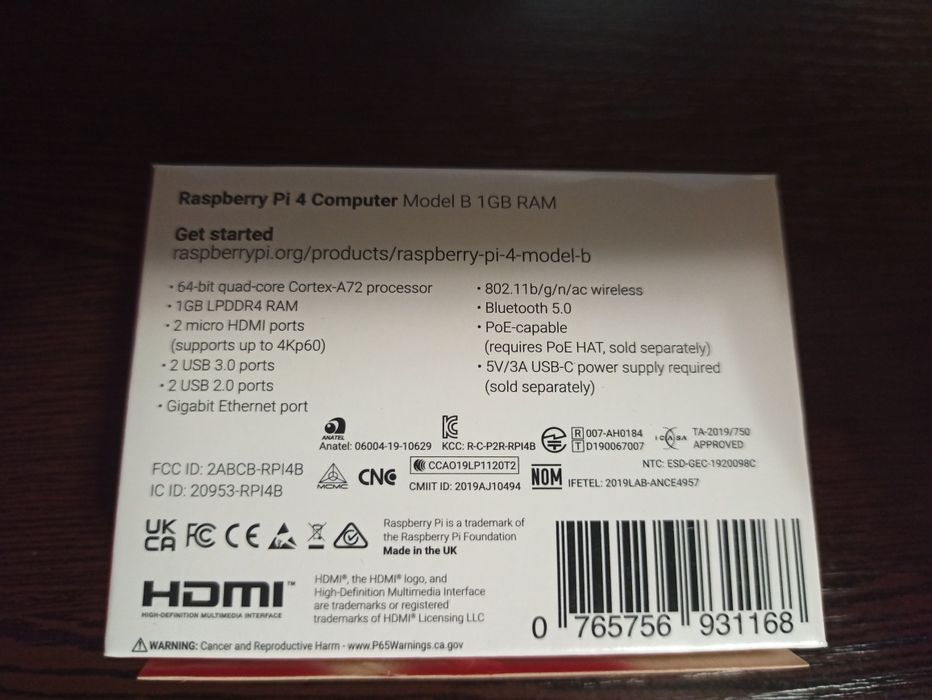 Raspberry Pi 4 Computer Model B 1GB RAM
Get started
raspberrypi.org/products/raspberry-pi-4-model-b
• 64-bit quad-core Cortex-A72 processor
• 1GB LPDDR4 RAM
• 2 micro HDMI ports
(supports up to 4Kp60)
• 2 USB 3.0 ports
• 2 USB 2.0 ports
• Gigabit Ethernet port
• 802.11b/g/n/ac wireless
• Bluetooth 5.0
• PoE-capable
(requires PoE HAT, sold separately)
• 5V/3A USB-C power supply required
(sold separately)
ANATEL
Anatel: 06004-19-10629
KCC: R-C-P2R-RPI4B
R 007-AH0184
T D190067007
ICASA
TA-2019/750
APPROVED
FCC ID: 2ABCB-RPI4B
IC ID: 20953-RPI4B
MCMC
CNC
CCAO19LP1120T2
CMIIT ID: 2019AJ10494
NOM
NTC: ESD-GEC-1920098C
IFETEL: 2019LAB-ANCE4957
UK
CA
FC
CE
Raspberry Pi is a trademark of
the Raspberry Pi Foundation
Made in the UK
HDMI™
HIGH-DEFINITION MULTIMEDIA INTERFACE
HDMI®, the HDMI® logo, and
High-Definition Multimedia Interface
are trademarks or registered
trademarks of HDMI® Licensing LLC
0 765756 931168
WARNING: Cancer and Reproductive Harm - www.P65Warnings.ca.gov